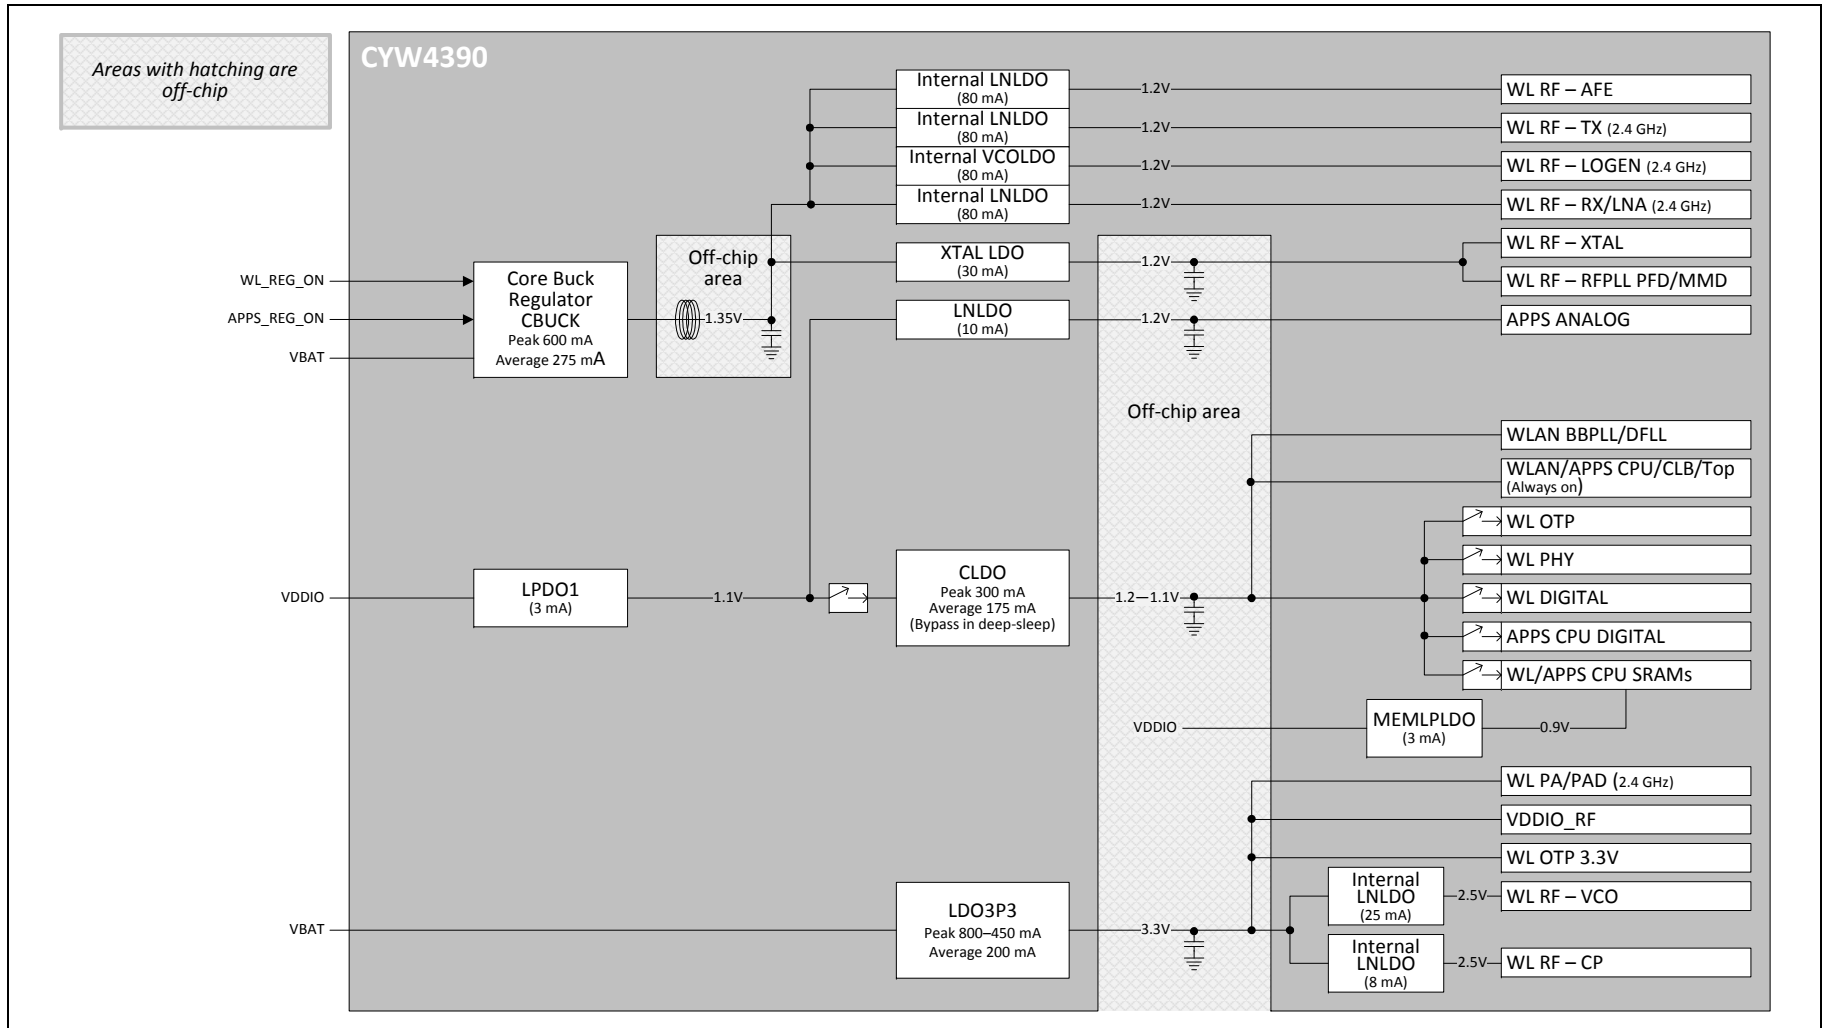 Areas with hatching are
off-chip
CYW4390
Internal LNLDO
(80 mA)
1.2V
WL RF – AFE
Internal LNLDO
(80 mA)
1.2V
WL RF – TX (2.4 GHz)
Internal VCOLDO
(80 mA)
1.2V
WL RF – LOGEN (2.4 GHz)
Internal LNLDO
(80 mA)
1.2V
WL RF – RX/LNA (2.4 GHz)
WL_REG_ON
APPS_REG_ON
VBAT
Core Buck
Regulator
CBUCK
Peak 600 mA
Average 275 mA
Off-chip
area
1.35V
XTAL LDO
(30 mA)
1.2V
WL RF – XTAL
WL RF – RFPLL PFD/MMD
LNLDO
(10 mA)
1.2V
APPS ANALOG
Off-chip area
WLAN BBPLL/DFLL
WLAN/APPS CPU/CLB/Top
(Always on)
VDDIO
LPDO1
(3 mA)
1.1V
CLDO
Peak 300 mA
Average 175 mA
(Bypass in deep-sleep)
1.2—1.1V
WL OTP
WL PHY
WL DIGITAL
APPS CPU DIGITAL
WL/APPS CPU SRAMs
VDDIO
MEMLPLDO
(3 mA)
0.9V
WL PA/PAD (2.4 GHz)
VDDIO_RF
WL OTP 3.3V
VBAT
LDO3P3
Peak 800–450 mA
Average 200 mA
3.3V
Internal
LNLDO
(25 mA)
2.5V
WL RF – VCO
Internal
LNLDO
(8 mA)
2.5V
WL RF – CP